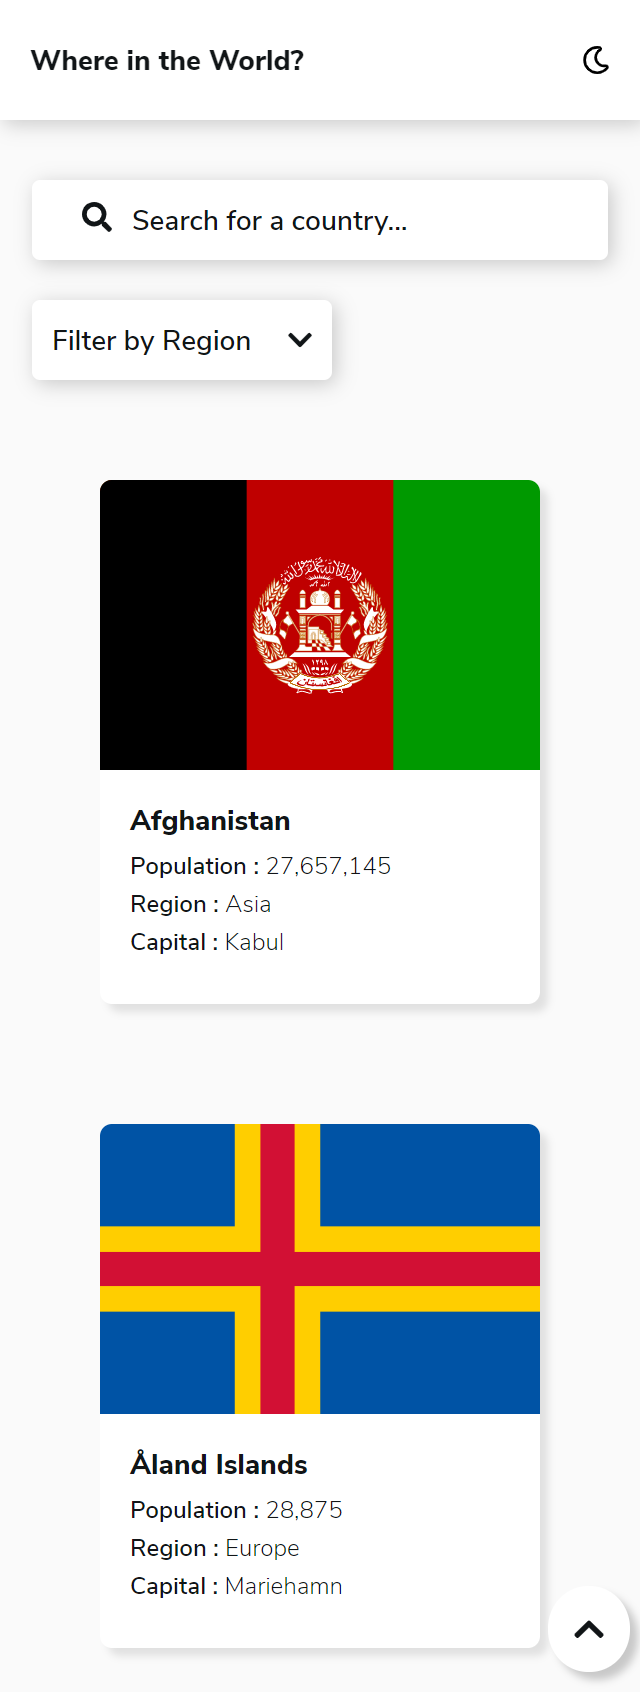 Where in the World?
Search for a country...
Filter by Region
Afghanistan
Population : 27,657,145
Region : Asia
Capital : Kabul
Åland Islands
Population : 28,875
Region : Europe
Capital : Mariehamn